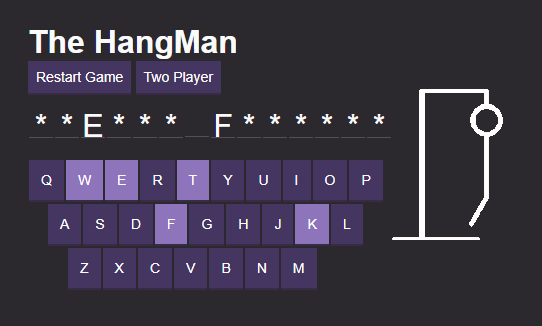 The HangMan
Restart Game Two Player
* * E * * * _ F * * * * * *
Q W E R T Y U I O P
A S D F G H J K L
Z X C V B N M